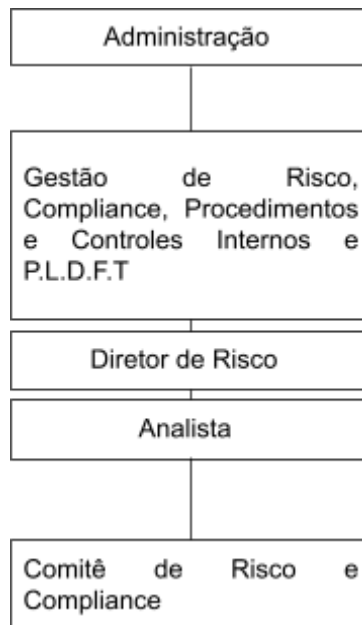 Administração
Gestão de Risco,
Compliance, Procedimentos
e Controles Internos e
P.L.D.F.T
Diretor de Risco
Analista
Comitê de Risco e
Compliance